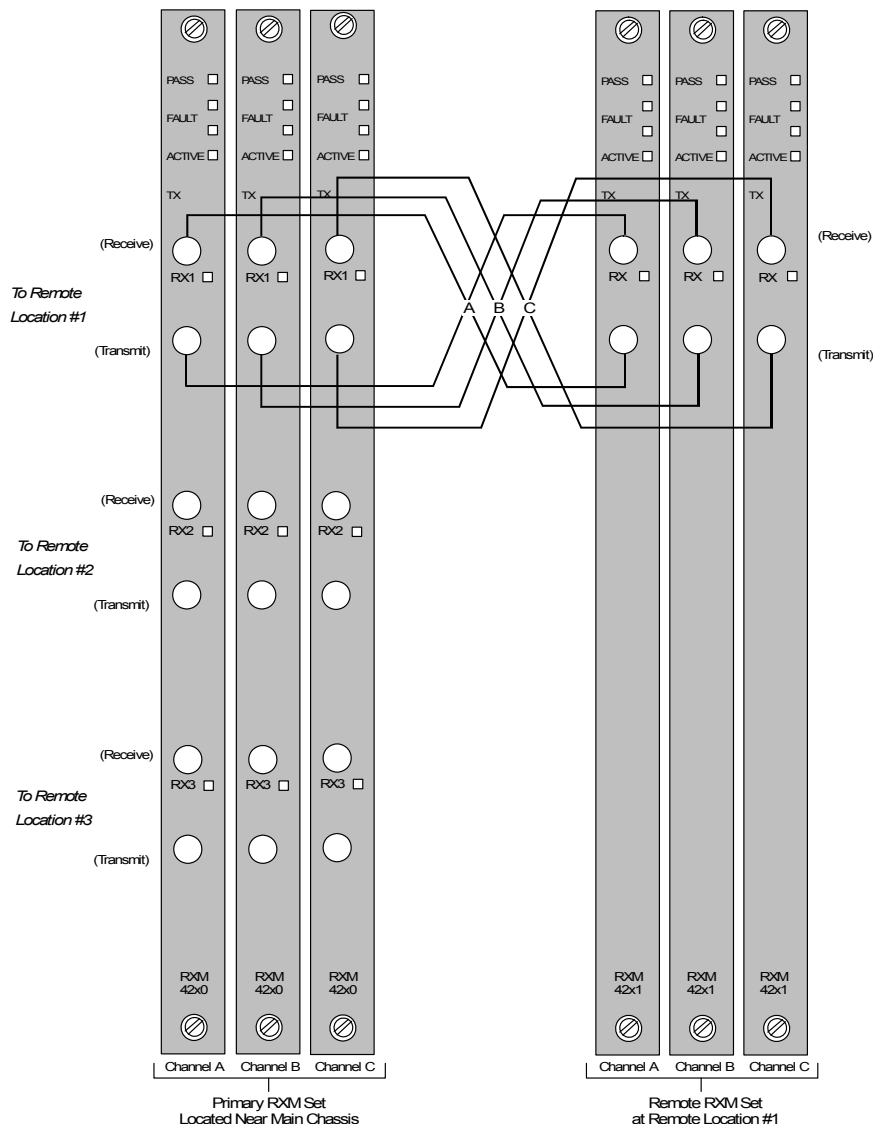 PASS PASS PASS PASS PASS PASS
FAULT FAULT FAULT FAULT FAULT FAULT
ACTIVE ACTIVE ACTIVE ACTIVE ACTIVE ACTIVE
TX TX TX TX TX TX
(Receive) (Receive)
RX1 RX1 RX1 RX RX RX
To Remote
Location #1
A B C
(Transmit) (Transmit)
(Receive)
RX2 RX2 RX2
To Remote
Location #2
(Transmit)
(Receive)
RX3 RX3 RX3
To Remote
Location #3
(Transmit)
RXM RXM RXM RXM RXM RXM
42x0 42x0 42x0 42x1 42x1 42x1
Channel A Channel B Channel C Channel A Channel B Channel C
Primary RXM Set
Located Near Main Chassis
Remote RXM Set
at Remote Location #1